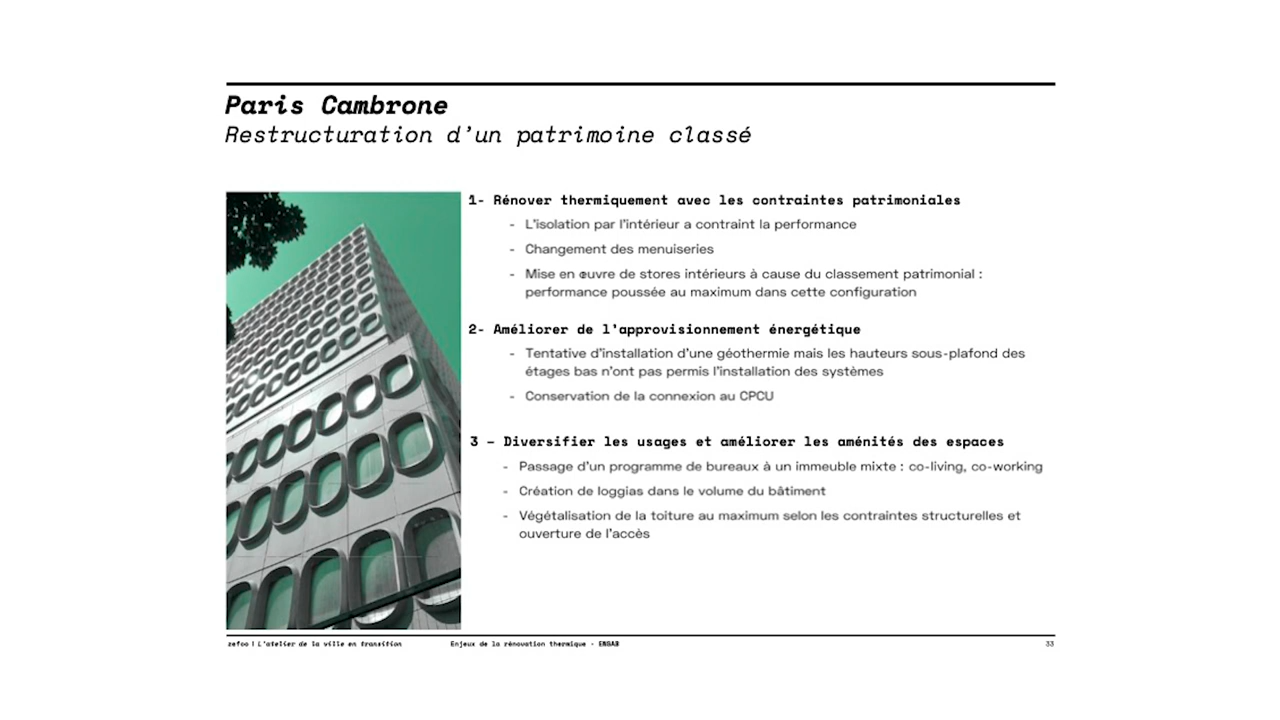 Paris Cambrone
Restructuration d'un patrimoine classé
1- Rénover thermiquement avec les contraintes patrimoniales
- L'isolation par l'intérieur a contraint la performance
- Changement des menuiseries
- Mise en œuvre de stores intérieurs à cause du classement patrimonial :
performance poussée au maximum dans cette configuration
2- Améliorer de l'approvisionnement énergétique
- Tentative d'installation d'une géothermie mais les hauteurs sous-plafond des
étages bas n'ont pas permis l'installation des systèmes
- Conservation de la connexion au CPCU
3 – Diversifier les usages et améliorer les aménités des espaces
- Passage d'un programme de bureaux à un immeuble mixte : co-living, co-working
- Création de loggias dans le volume du bâtiment
- Végétalisation de la toiture au maximum selon les contraintes structurelles et
ouverture de l'accès
zefco | L'atelier de la ville en transition
Enjeux de la rénovation thermique - ENSAB
33